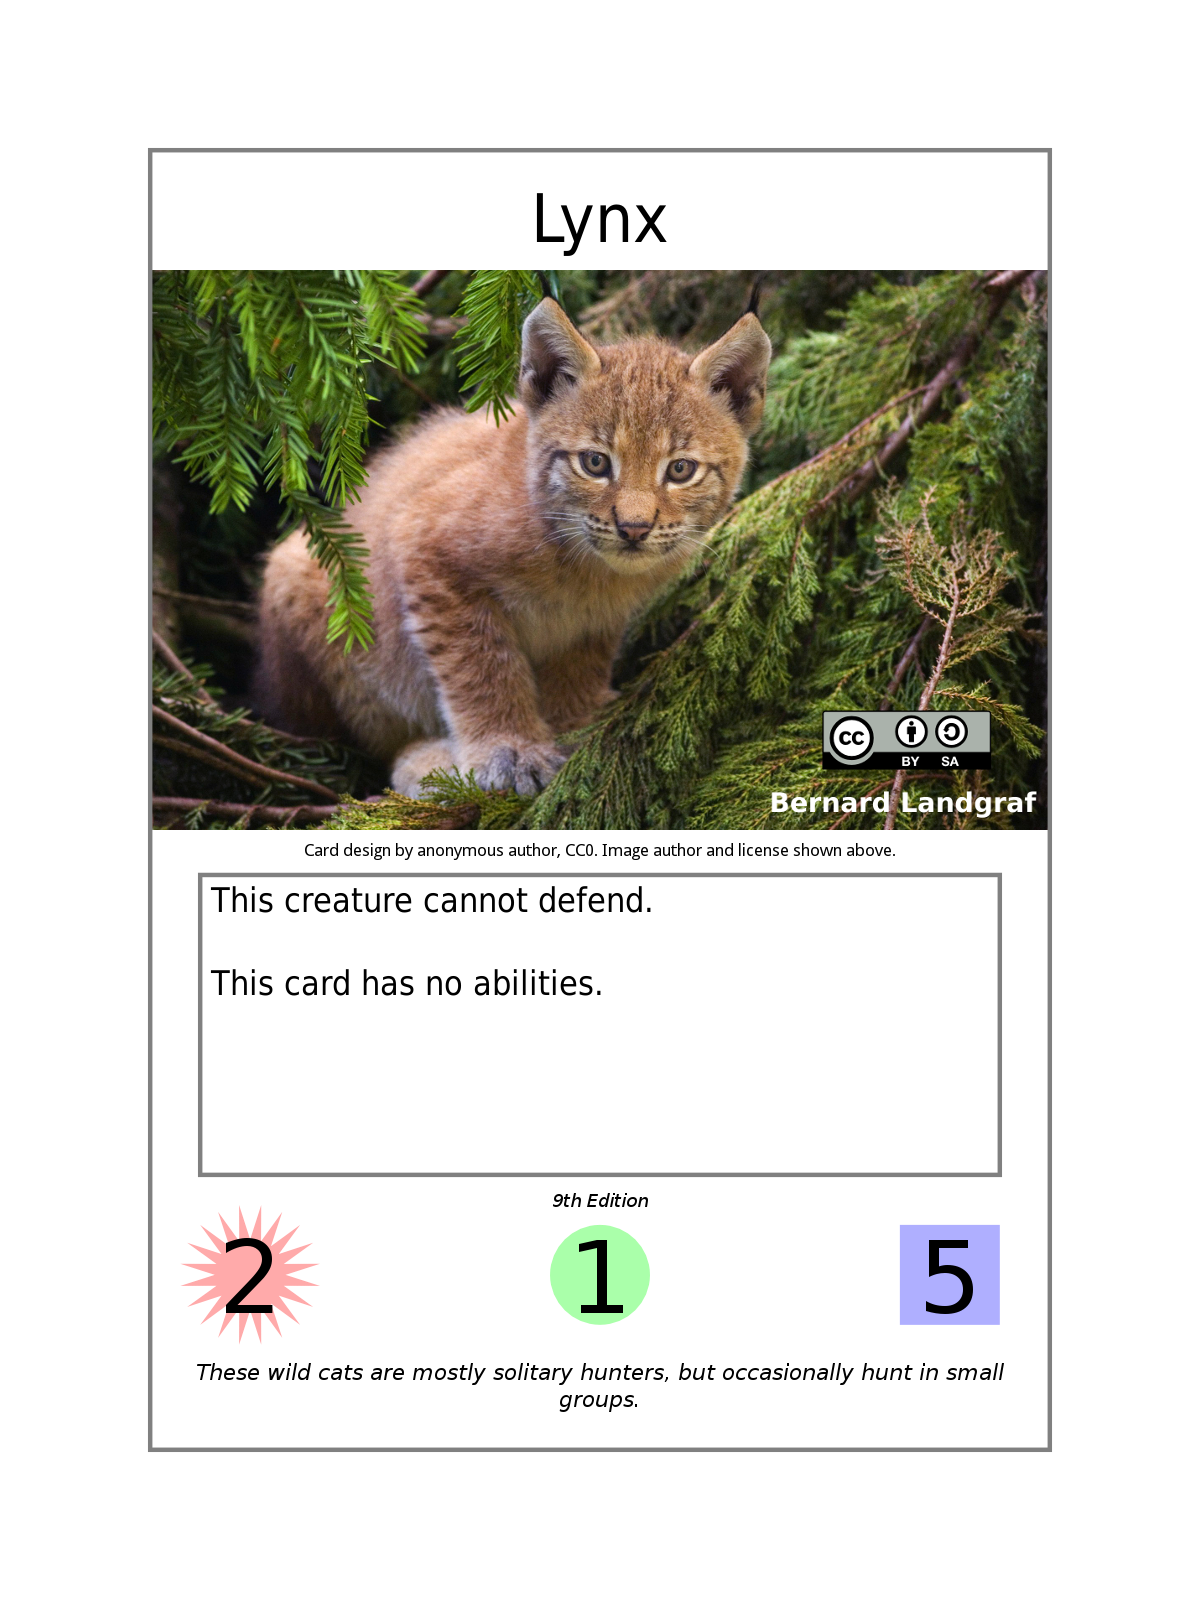 Lynx
cc
BY SA
Bernard Landgraf
Card design by anonymous author, CC0. Image author and license shown above.
This creature cannot defend.
This card has no abilities.
9th Edition
2
1
5
These wild cats are mostly solitary hunters, but occasionally hunt in small
groups.